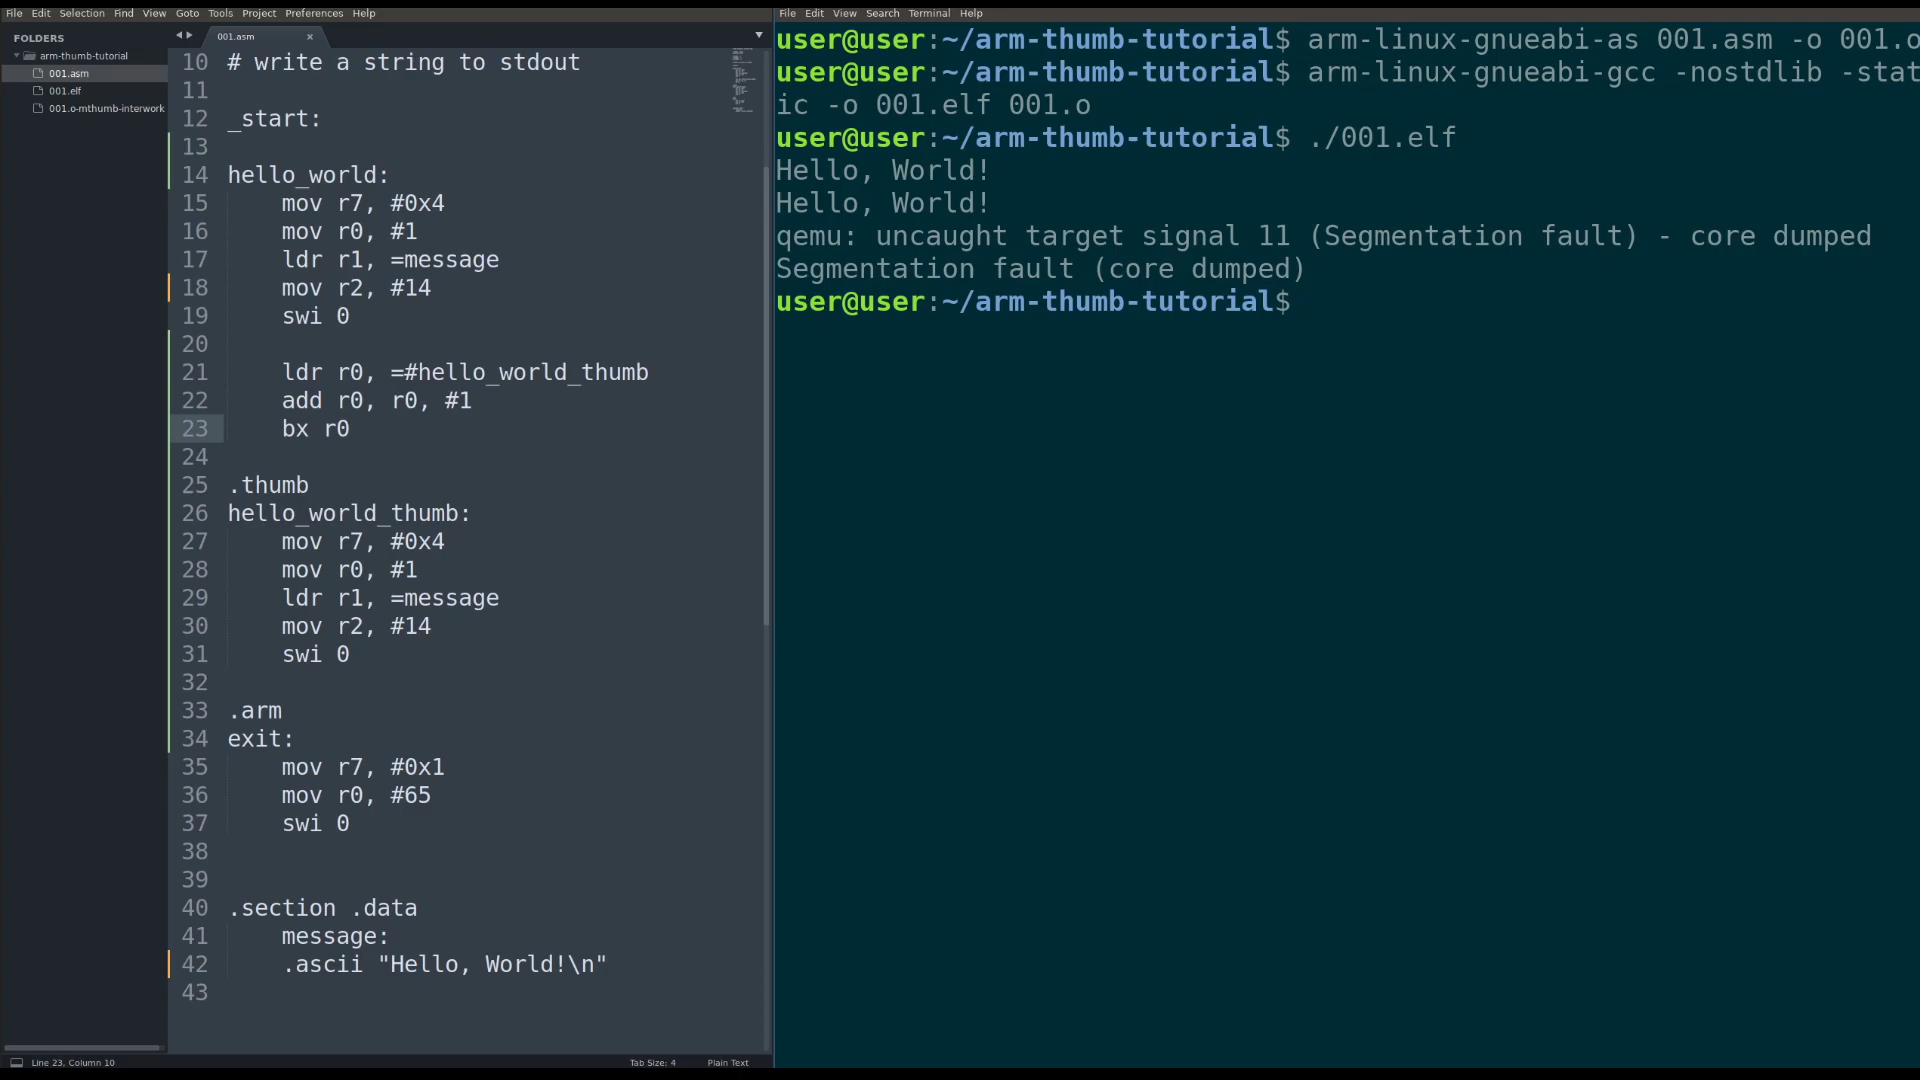 File Edit Selection Find View Goto Tools Project Preferences Help
FOLDERS
arm-thumb-tutorial
001.asm
001.elf
001.o-mthumb-interwork
001.asm ×
10 # write a string to stdout
11
12 _start:
13
14 hello_world:
15 mov r7, #0x4
16 mov r0, #1
17 ldr r1, =message
18 mov r2, #14
19 swi 0
20
21 ldr r0, =#hello_world_thumb
22 add r0, r0, #1
23 bx r0
24
25 .thumb
26 hello_world_thumb:
27 mov r7, #0x4
28 mov r0, #1
29 ldr r1, =message
30 mov r2, #14
31 swi 0
32
33 .arm
34 exit:
35 mov r7, #0x1
36 mov r0, #65
37 swi 0
38
39
40 .section .data
41 message:
42 .ascii "Hello, World!\n"
43
Line 23, Column 10 Tab Size: 4 Plain Text
File Edit View Search Terminal Help
user@user:~/arm-thumb-tutorial$ arm-linux-gnueabi-as 001.asm -o 001.o
user@user:~/arm-thumb-tutorial$ arm-linux-gnueabi-gcc -nostdlib -stat
ic -o 001.elf 001.o
user@user:~/arm-thumb-tutorial$ ./001.elf
Hello, World!
Hello, World!
qemu: uncaught target signal 11 (Segmentation fault) - core dumped
Segmentation fault (core dumped)
user@user:~/arm-thumb-tutorial$